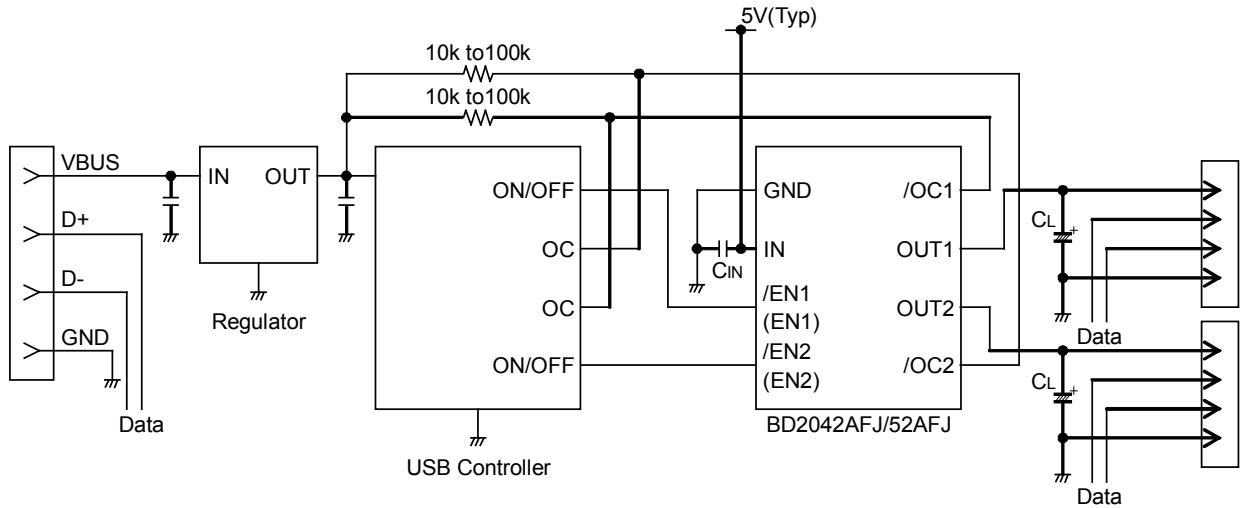 5V(Typ)
10k to100k
10k to100k
VBUS
D+
D-
GND
Data
IN OUT
Regulator
ON/OFF
OC
OC
ON/OFF
USB Controller
CIN
GND /OC1
IN OUT1
/EN1
(EN1) OUT2
/EN2
(EN2) /OC2
BD2042AFJ/52AFJ
CL
+
Data
CL
+
Data